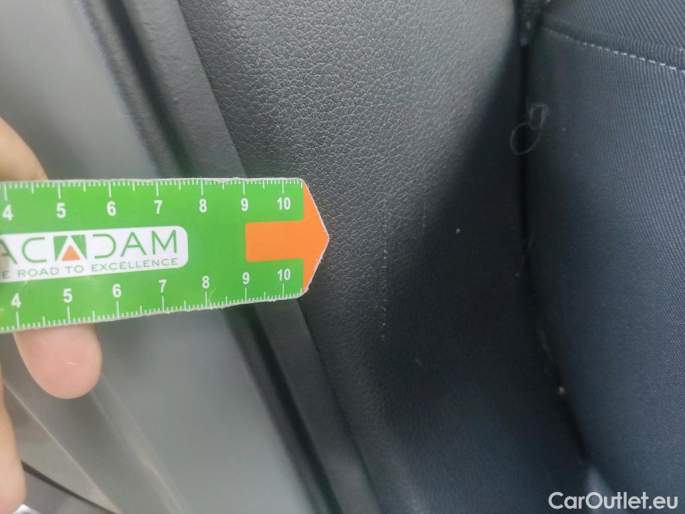 4 5 6 7 8 9 10
ACADAM
E ROAD TO EXCELLENCE
4 5 6 7 8 9 10
CarOutlet.eu